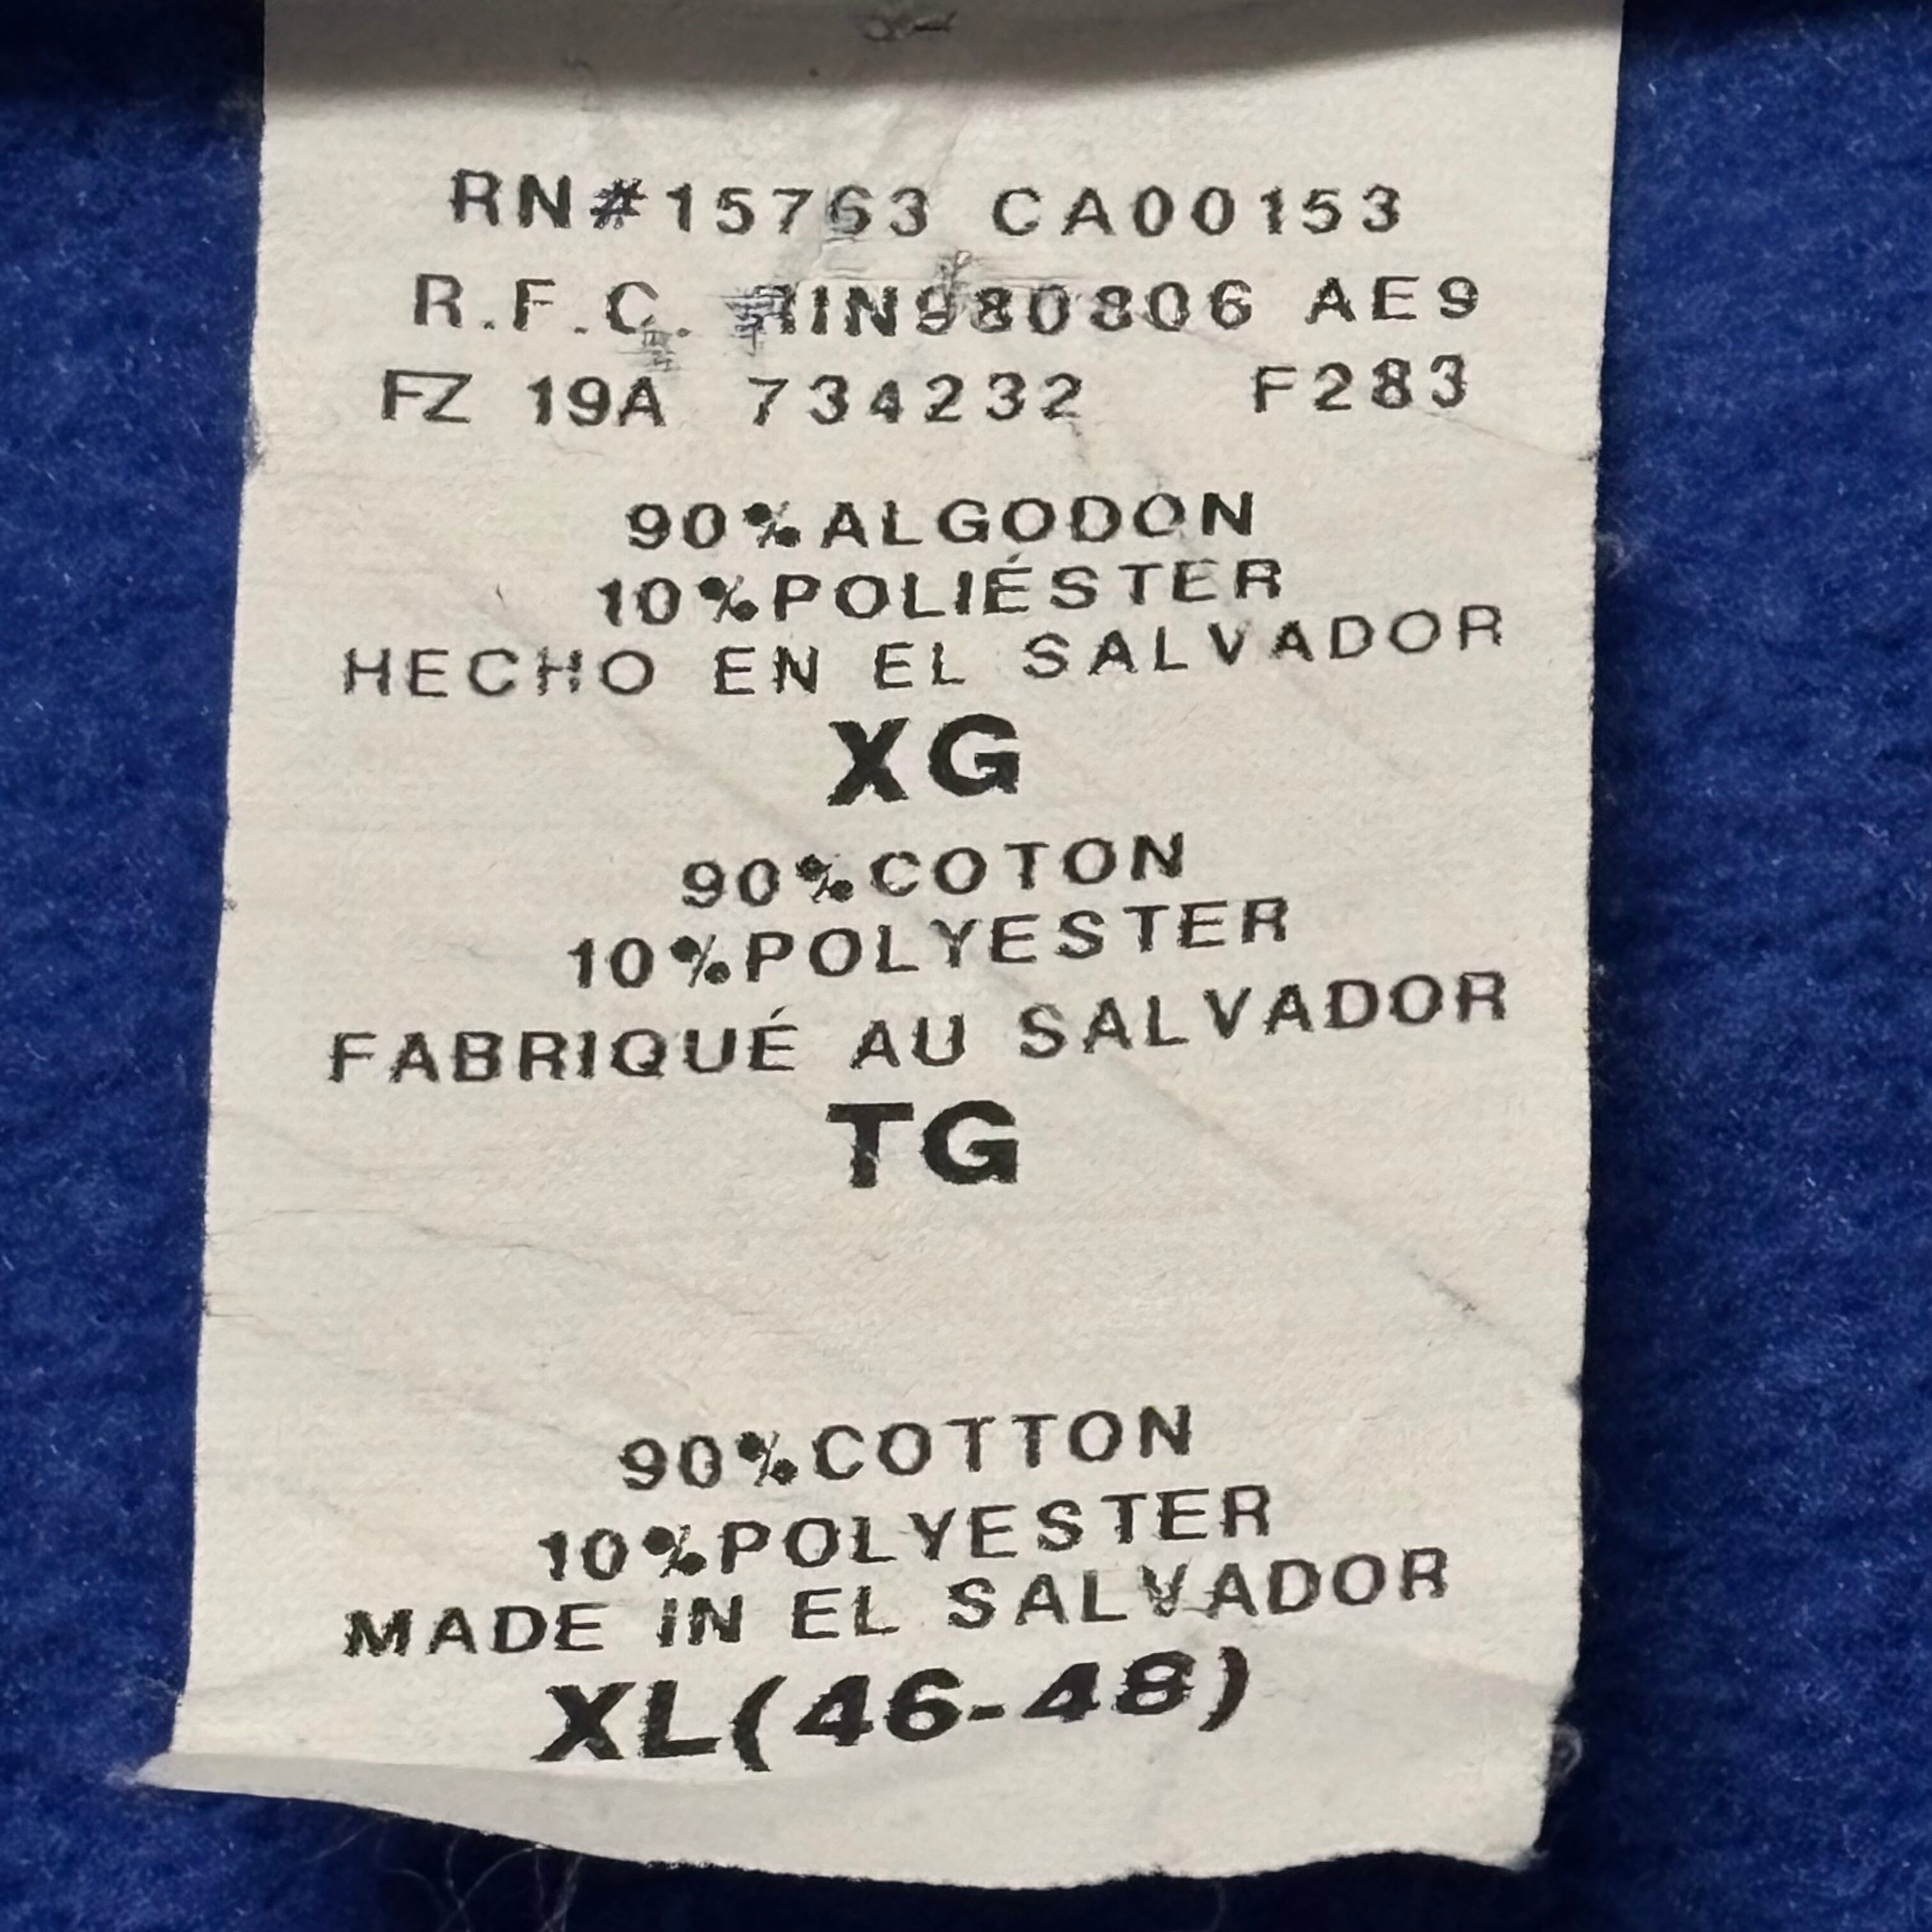 RN#15763 CA00153
R.F.C. 980806 AE9
FZ 19A 734232 F283
90%ALGODON
10%POLIÉSTER
HECHO EN EL SALVADOR
XG
90%COTON
10%POLYESTER
FABRIQUÉ AU SALVADOR
TG
90%COTTON
10%POLYESTER
MADE IN EL SALVADOR
XL(46-48)